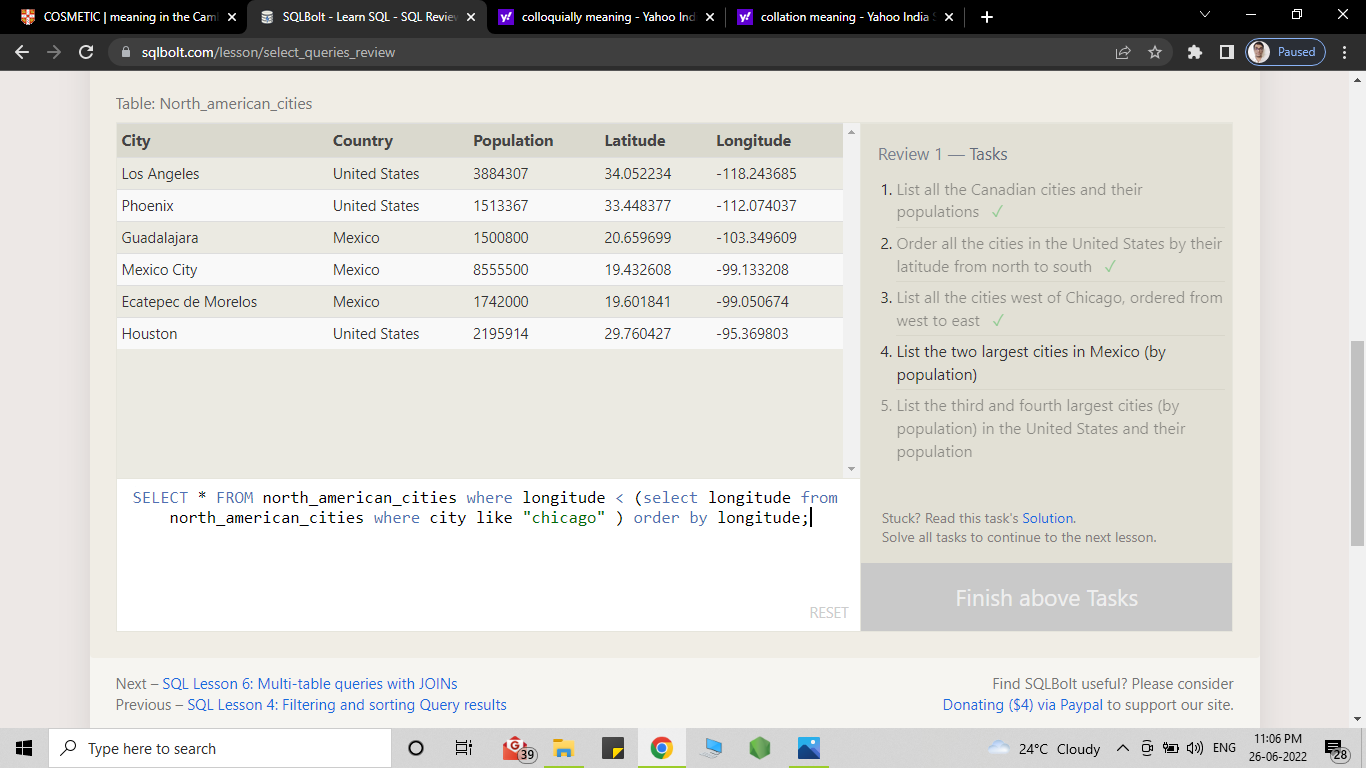 COSMETIC | meaning in the Cam
SQLBolt - Learn SQL - SQL Review
colloquially meaning - Yahoo Ind
collation meaning - Yahoo India S
sqlbolt.com/lesson/select_queries_review
Paused
Table: North_american_cities
City Country Population Latitude Longitude
Los Angeles United States 3884307 34.052234 -118.243685
Phoenix United States 1513367 33.448377 -112.074037
Guadalajara Mexico 1500800 20.659699 -103.349609
Mexico City Mexico 8555500 19.432608 -99.133208
Ecatepec de Morelos Mexico 1742000 19.601841 -99.050674
Houston United States 2195914 29.760427 -95.369803
SELECT * FROM north_american_cities where longitude < (select longitude from
north_american_cities where city like "chicago" ) order by longitude;
RESET
Review 1 — Tasks
1. List all the Canadian cities and their
populations ✓
2. Order all the cities in the United States by their
latitude from north to south ✓
3. List all the cities west of Chicago, ordered from
west to east ✓
4. List the two largest cities in Mexico (by
population)
5. List the third and fourth largest cities (by
population) in the United States and their
population
Stuck? Read this task's Solution.
Solve all tasks to continue to the next lesson.
Finish above Tasks
Next – SQL Lesson 6: Multi-table queries with JOINs
Previous – SQL Lesson 4: Filtering and sorting Query results
Find SQLBolt useful? Please consider
Donating ($4) via Paypal to support our site.
Type here to search
39
24°C Cloudy
ENG
11:06 PM
26-06-2022
28